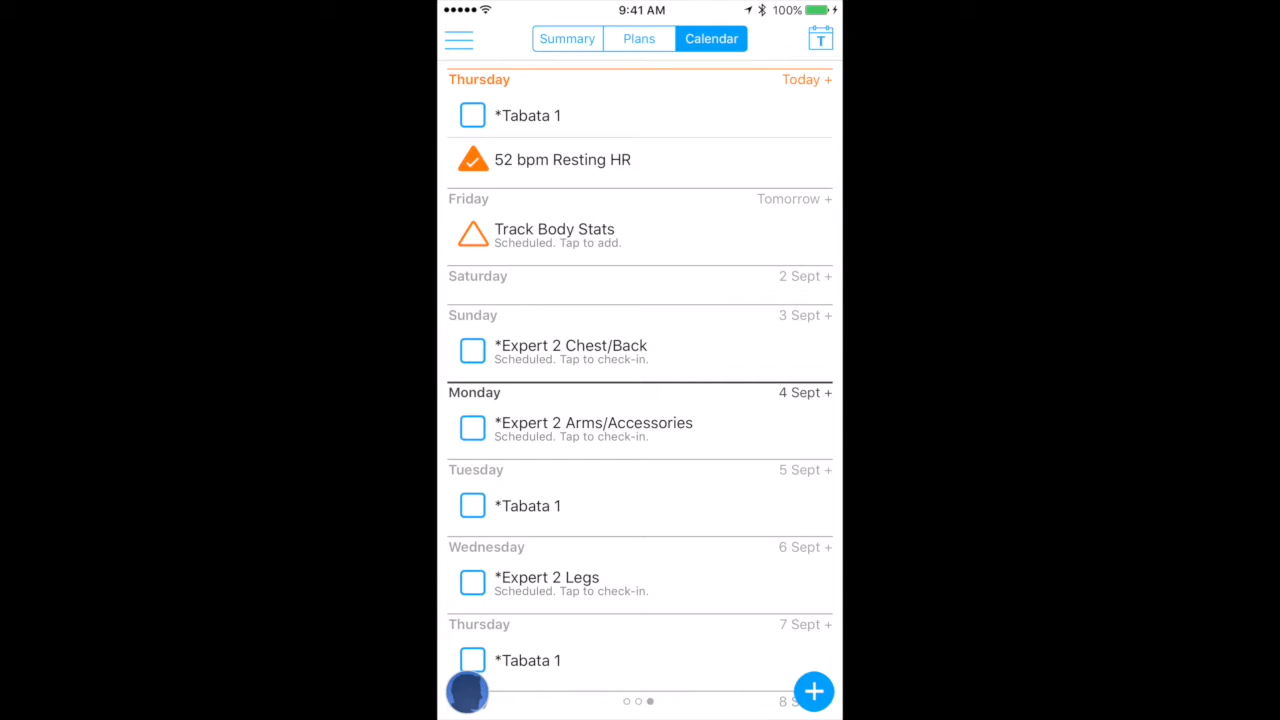 9:41 AM 100%
Summary Plans Calendar T
Thursday Today +
*Tabata 1
52 bpm Resting HR
Friday Tomorrow +
Track Body Stats
Scheduled. Tap to add.
Saturday 2 Sept +
Sunday 3 Sept +
*Expert 2 Chest/Back
Scheduled. Tap to check-in.
Monday 4 Sept +
*Expert 2 Arms/Accessories
Scheduled. Tap to check-in.
Tuesday 5 Sept +
*Tabata 1
Wednesday 6 Sept +
*Expert 2 Legs
Scheduled. Tap to check-in.
Thursday 7 Sept +
*Tabata 1
8